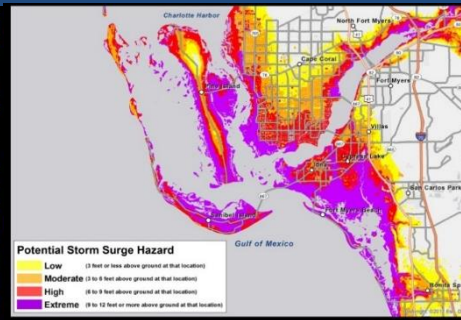 Charlotte Harbor
North Fort Myers
Cape Coral
Fort Myers
Pine Island
Villas
Cypress Lake
San Carlos Park
Sanibel Island
Fort Myers Beach
Gulf of Mexico
Potential Storm Surge Hazard
Low (3 feet or less above ground at that location)
Moderate (3 to 6 feet above ground at that location)
High (6 to 9 feet above ground at that location)
Extreme (9 to 12 feet or more above ground at that location)